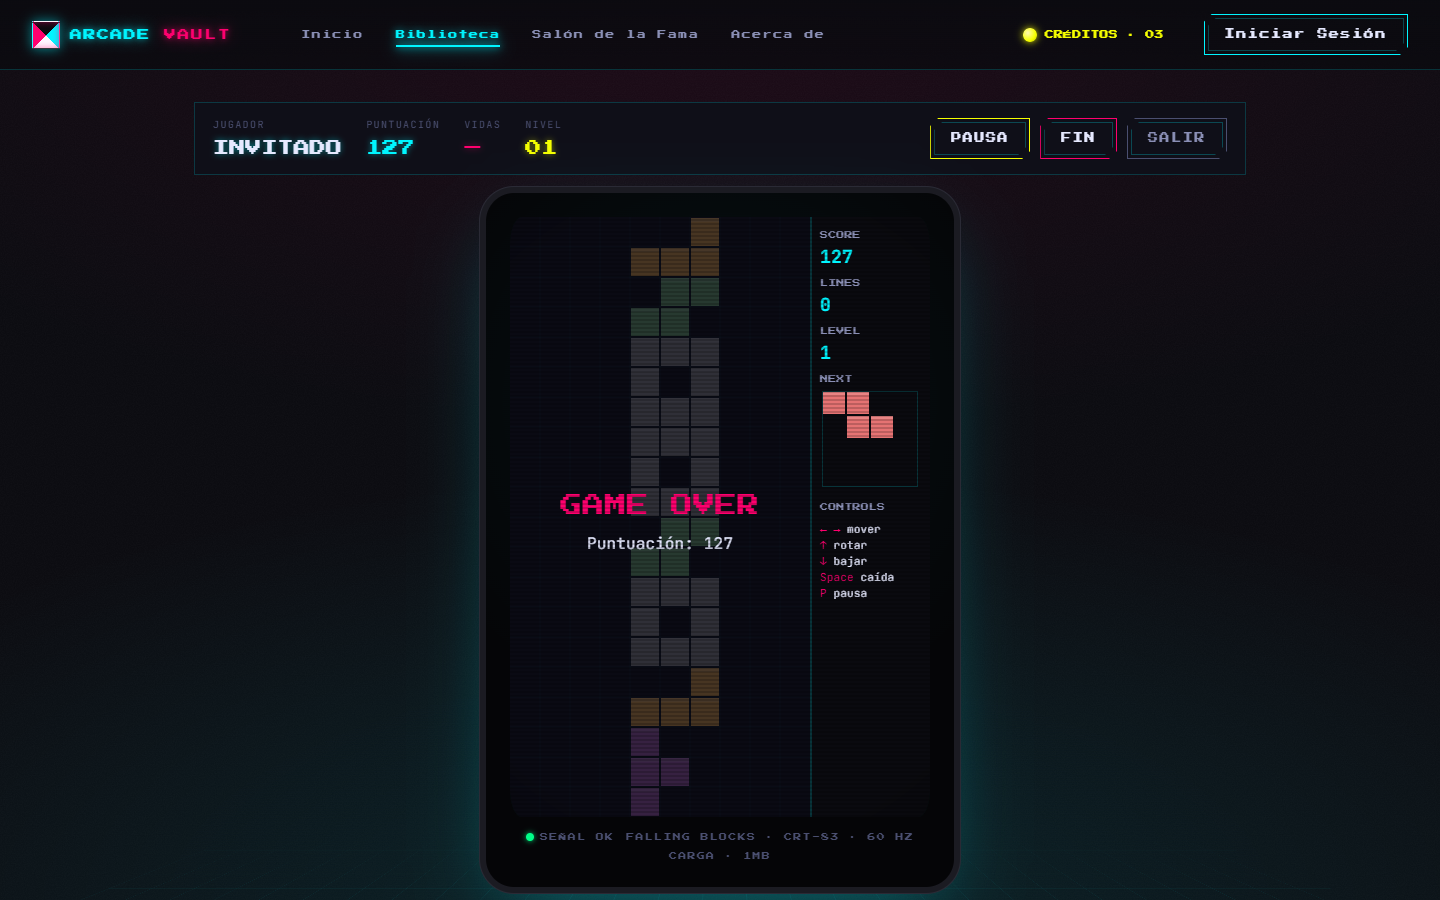 ARCADE VAULT
Inicio
Biblioteca
Salón de la Fama
Acerca de
CRéDITOS · 03
Iniciar Sesión
JUGADOR
INVITADO
PUNTUACIÓN
127
VIDAS
—
NIVEL
01
PAUSA
FIN
SALIR
SCORE
127
LINES
0
LEVEL
1
NEXT
GAME OVER
Puntuación: 127
CONTROLS
← → mover
↑ rotar
↓ bajar
Space caída
P pausa
SEÑAL OK FALLING BLOCKS · CRT-83 · 60 HZ
CARGA · 1MB